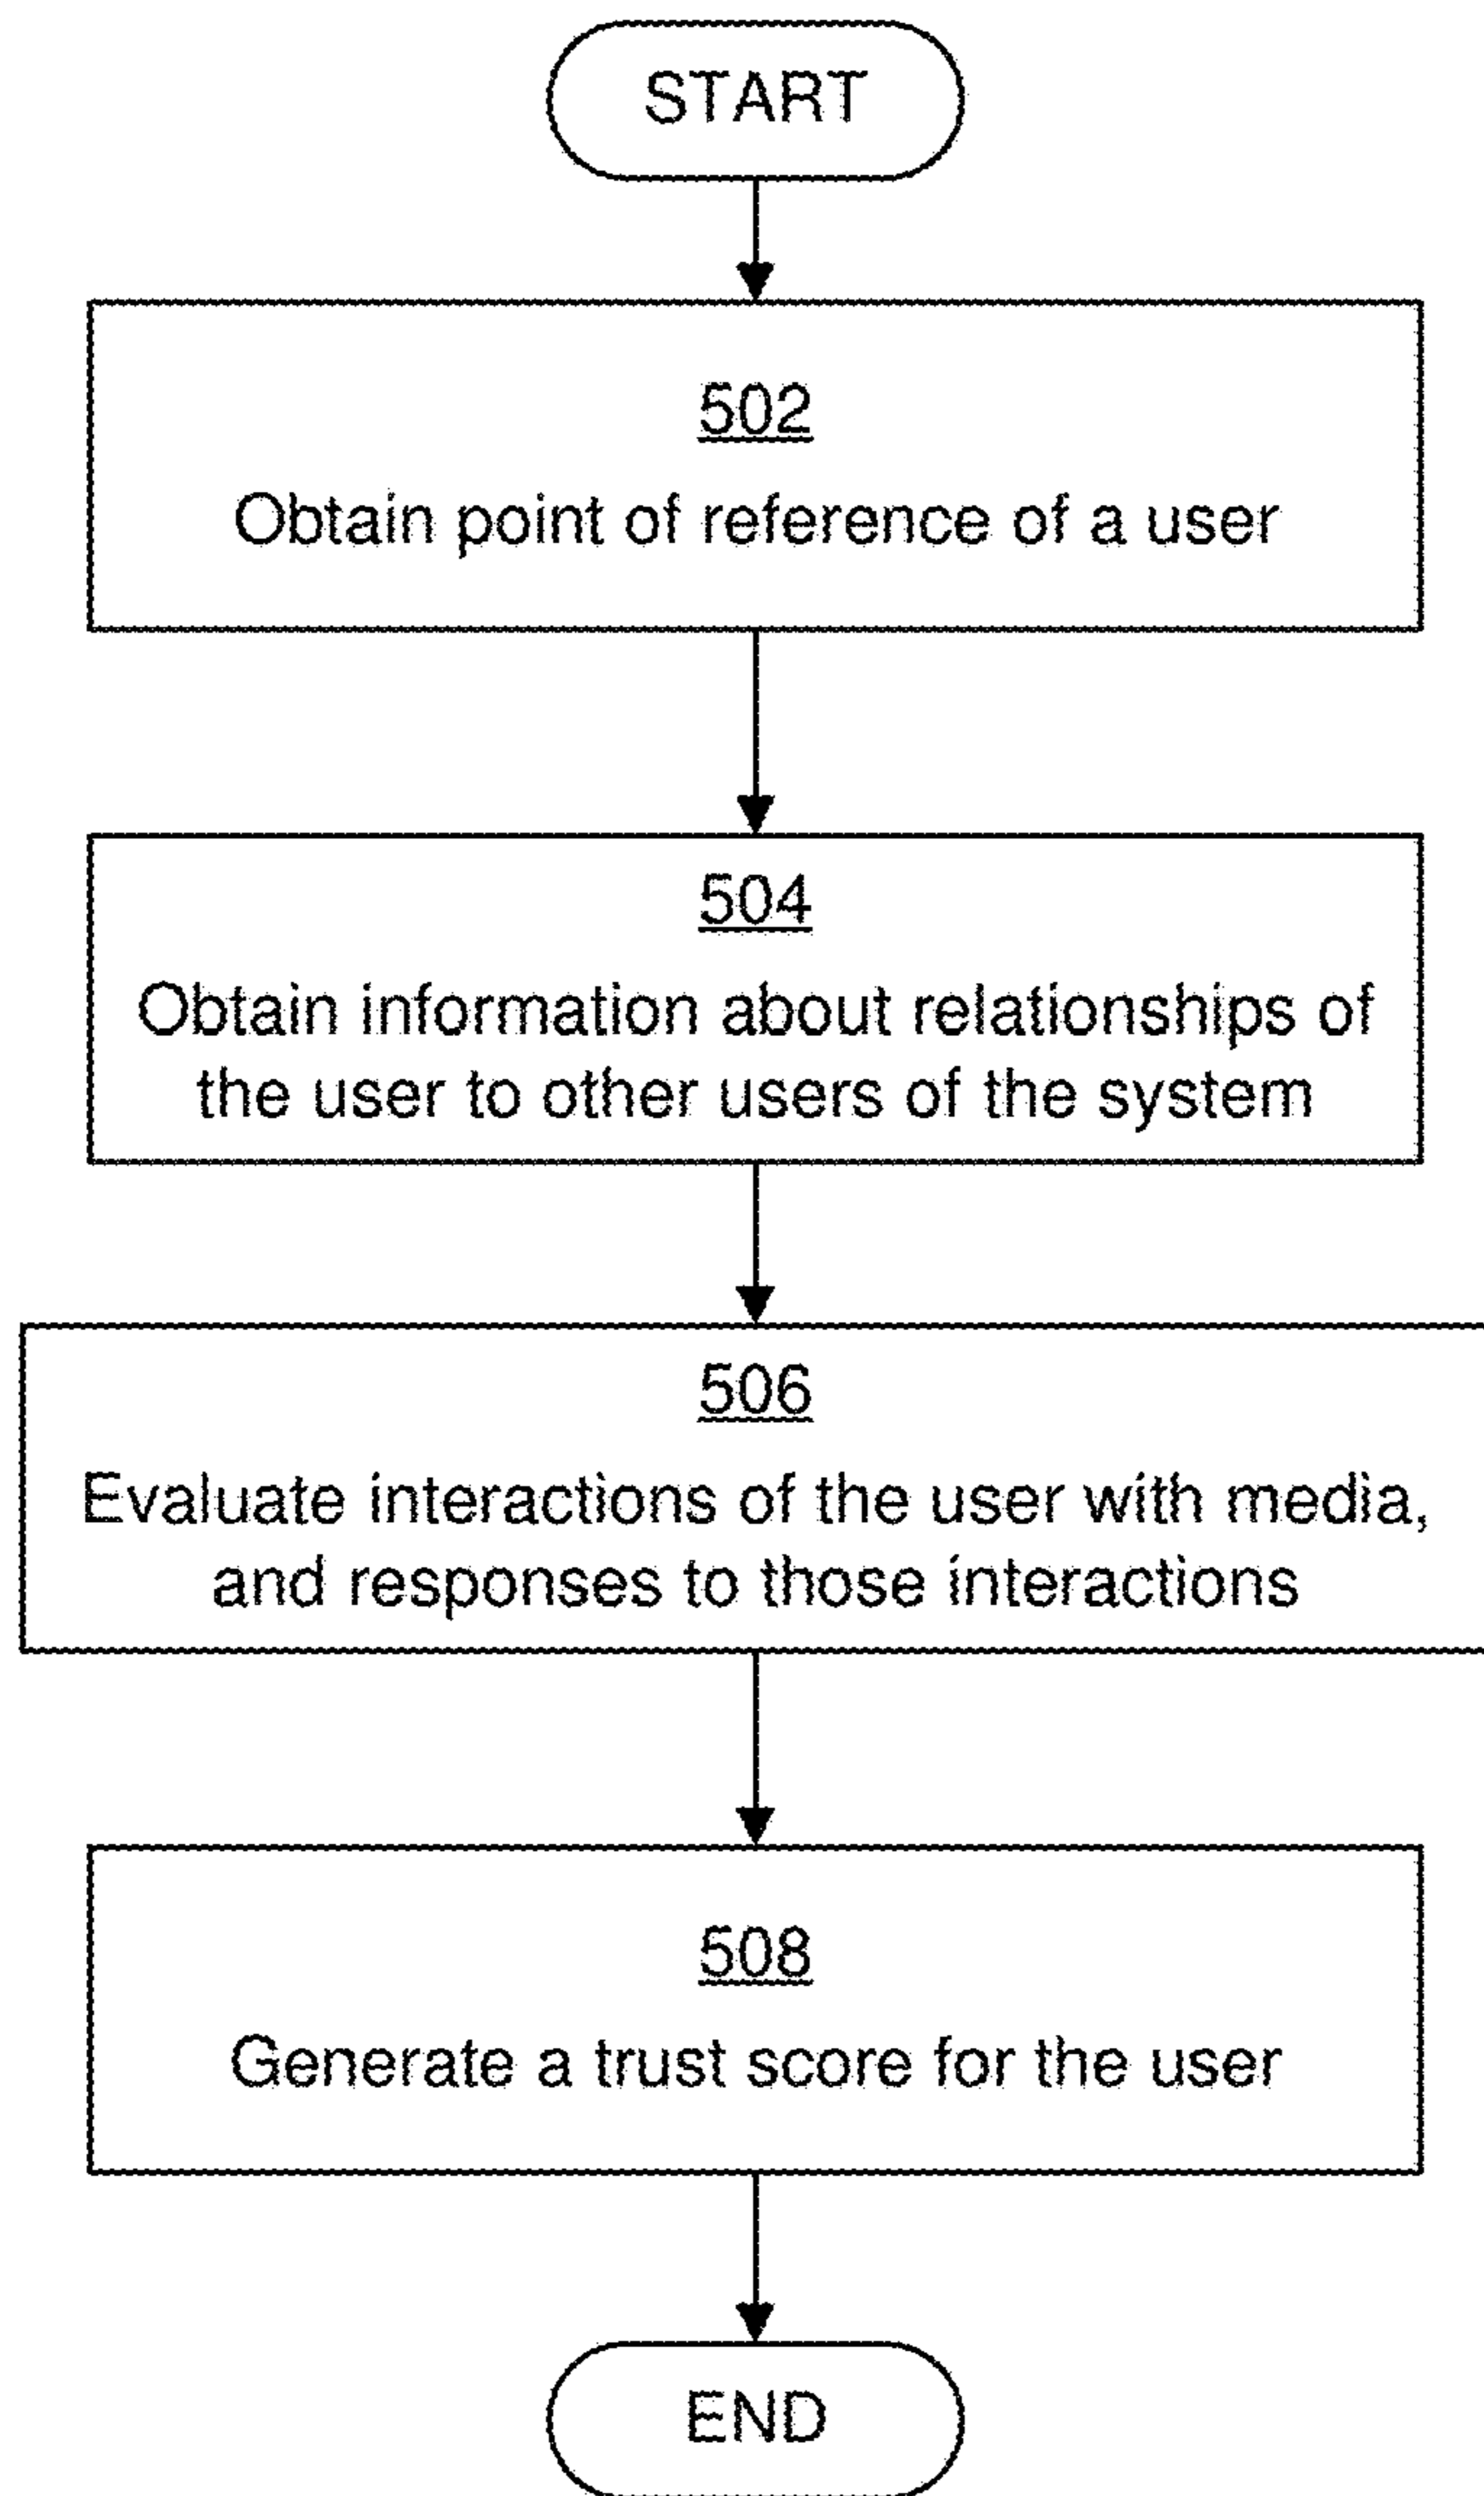 START
502
Obtain point of reference of a user
504
Obtain information about relationships of
the user to other users of the system
506
Evaluate interactions of the user with media,
and responses to those interactions
508
Generate a trust score for the user
END